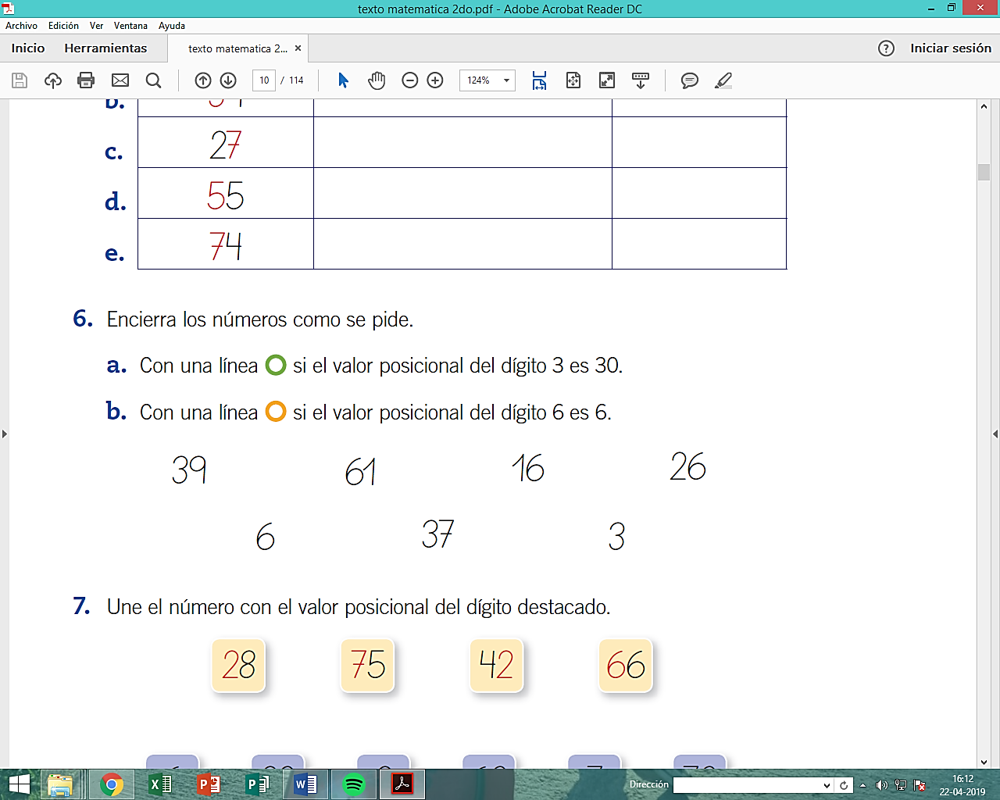 texto matematica 2do.pdf - Adobe Acrobat Reader DC
Archivo Edición Ver Ventana Ayuda
Inicio Herramientas texto matematica 2... × ? Iniciar sesión
10 / 114 124%
b.
c. 27
d. 55
e. 74
6. Encierra los números como se pide.
a. Con una línea si el valor posicional del dígito 3 es 30.
b. Con una línea si el valor posicional del dígito 6 es 6.
39 61 16 26
6 37 3
7. Une el número con el valor posicional del dígito destacado.
28 75 42 66
Dirección 16:12
22-04-2019